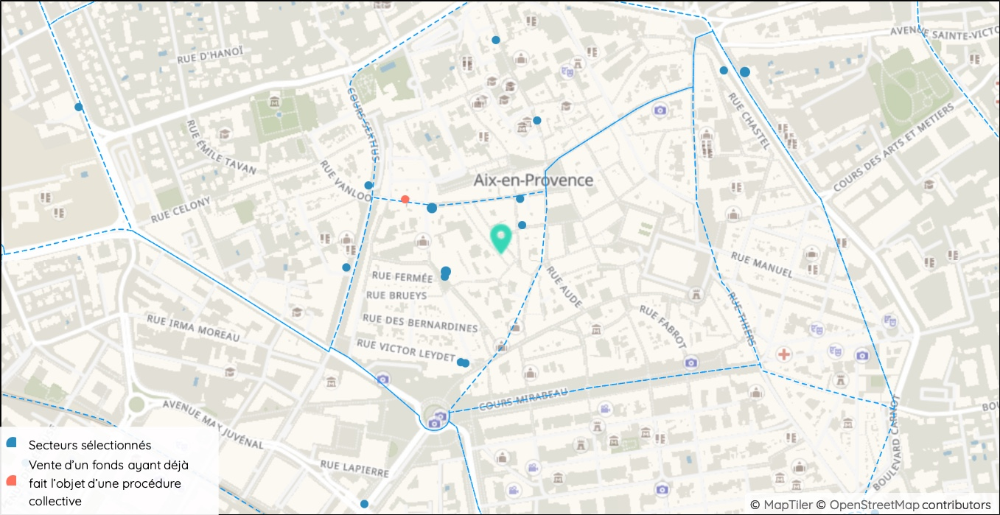 AVENUE SAINTE-VICTO
RUE D'HANOÏ
COURS SEXTIUS
RUE CHASTEL
COURS DES ARTS ET METIERS
RUE ÉMILE TAVAN
RUE VANLOO
Aix-en-Provence
RUE CELONY
RUE MANUEL
RUE FERMÉE
RUE AUDE
RUE BRUEYS
RUE THIERS
RUE FABROT
RUE IRMA MOREAU
RUE DES BERNARDINES
RUE VICTOR LEYDET
COURS MIRABEAU
AVENUE MAX JUVÉNAL
BOU
BOULEVARD CARNOT
RUE LAPIERRE
Secteurs sélectionnés
Vente d'un fonds ayant déjà
fait l'objet d'une procédure
collective
© MapTiler © OpenStreetMap contributors